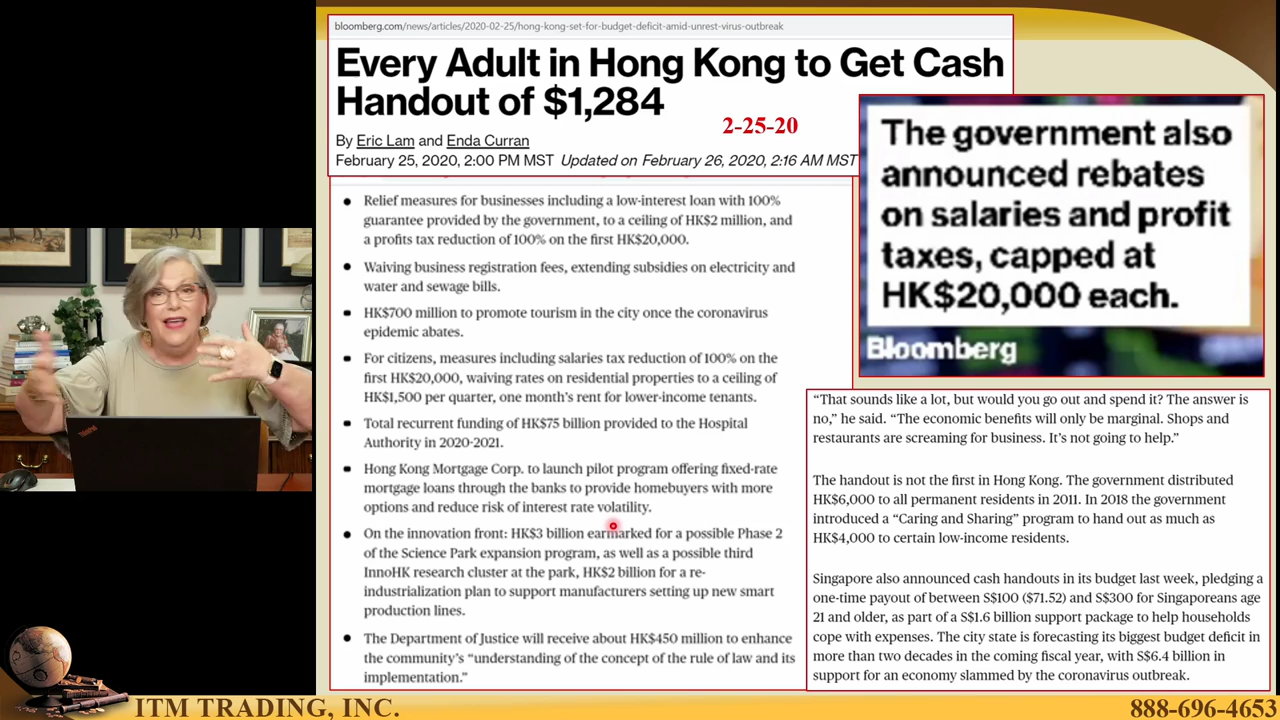 bloomberg.com/news/articles/2020-02-25/hong-kong-set-for-budget-deficit-amid-unrest-virus-outbreak
Every Adult in Hong Kong to Get Cash
Handout of $1,284
2-25-20
By Eric Lam and Enda Curran
February 25, 2020, 2:00 PM MST Updated on February 26, 2020, 2:16 AM MST
• Relief measures for businesses including a low-interest loan with 100%
guarantee provided by the government, to a ceiling of HK$2 million, and
a profits tax reduction of 100% on the first HK$20,000.
• Waiving business registration fees, extending subsidies on electricity and
water and sewage bills.
• HK$700 million to promote tourism in the city once the coronavirus
epidemic abates.
• For citizens, measures including salaries tax reduction of 100% on the
first HK$20,000, waiving rates on residential properties to a ceiling of
HK$1,500 per quarter, one month's rent for lower-income tenants.
• Total recurrent funding of HK$75 billion provided to the Hospital
Authority in 2020-2021.
• Hong Kong Mortgage Corp. to launch pilot program offering fixed-rate
mortgage loans through the banks to provide homebuyers with more
options and reduce risk of interest rate volatility.
• On the innovation front: HK$3 billion earmarked for a possible Phase 2
of the Science Park expansion program, as well as a possible third
InnoHK research cluster at the park, HK$2 billion for a re-
industrialization plan to support manufacturers setting up new smart
production lines.
• The Department of Justice will receive about HK$450 million to enhance
the community's “understanding of the concept of the rule of law and its
implementation.”
The government also
announced rebates
on salaries and profit
taxes, capped at
HK$20,000 each.
Bloomberg
“That sounds like a lot, but would you go out and spend it? The answer is
no,” he said. “The economic benefits will only be marginal. Shops and
restaurants are screaming for business. It's not going to help.”
The handout is not the first in Hong Kong. The government distributed
HK$6,000 to all permanent residents in 2011. In 2018 the government
introduced a “Caring and Sharing” program to hand out as much as
HK$4,000 to certain low-income residents.
Singapore also announced cash handouts in its budget last week, pledging a
one-time payout of between S$100 ($71.52) and S$300 for Singaporeans age
21 and older, as part of a S$1.6 billion support package to help households
cope with expenses. The city state is forecasting its biggest budget deficit in
more than two decades in the coming fiscal year, with S$6.4 billion in
support for an economy slammed by the coronavirus outbreak.
ThinkPad
ITM TRADING, INC.
888-696-4653